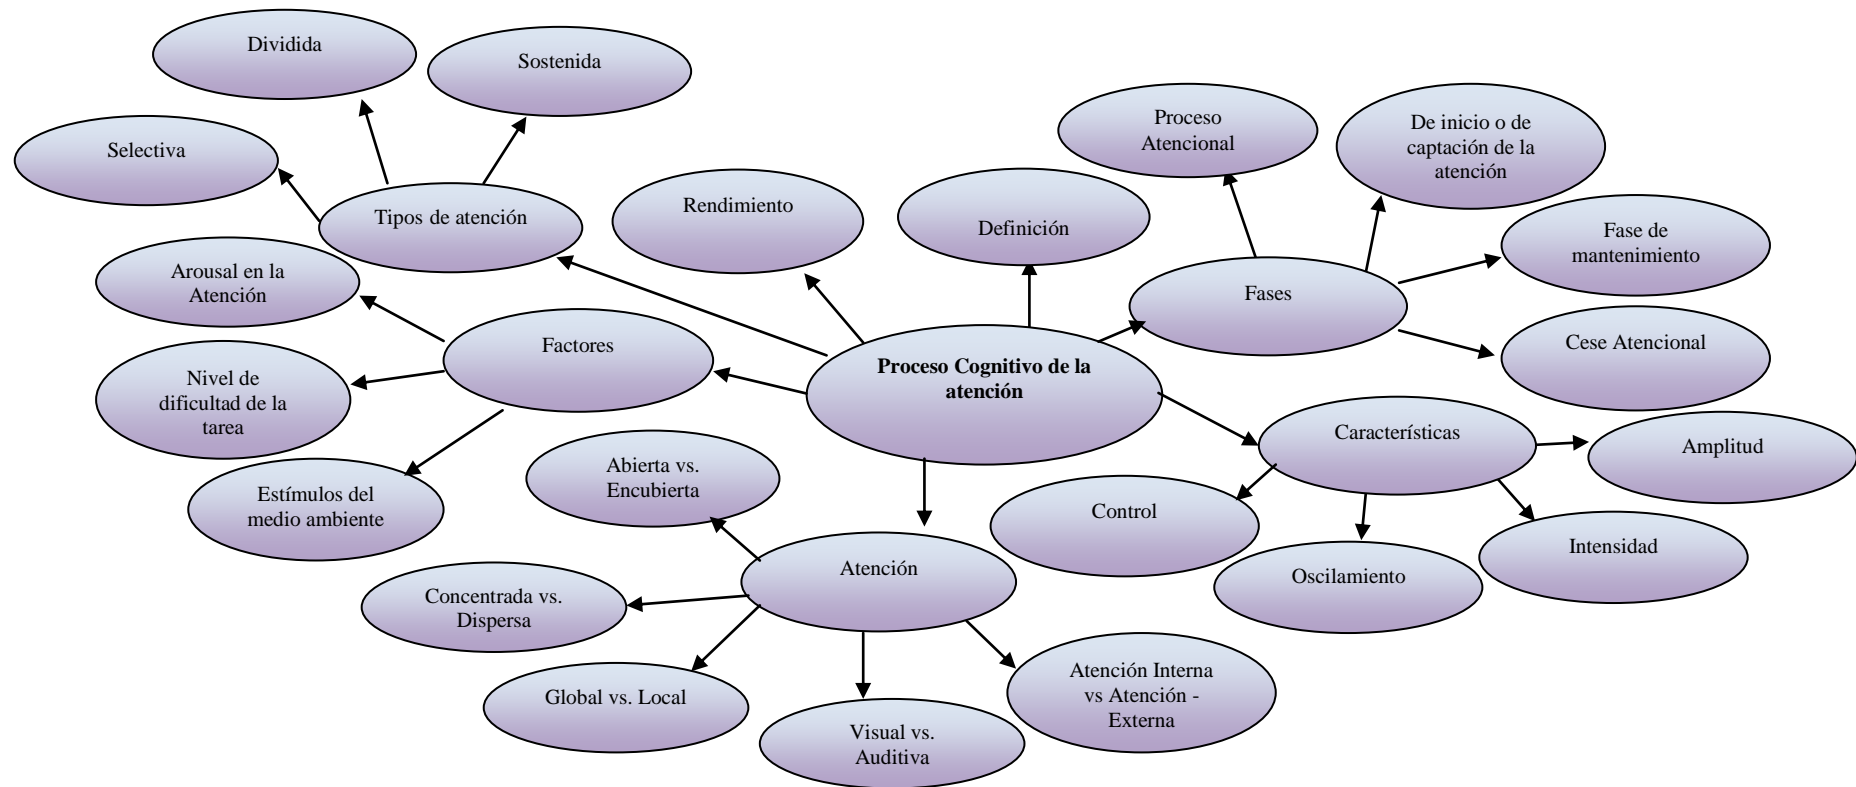 Dividida
Sostenida
Selectiva
Tipos de atención
Rendimiento
Definición
Proceso
Atencional
De inicio o de
captación de la
atención
Fase de
mantenimiento
Fases
Cese Atencional
Arousal en la
Atención
Factores
Nivel de
dificultad de la
tarea
Estímulos del
medio ambiente
Proceso Cognitivo de la
atención
Características
Amplitud
Control
Intensidad
Oscilamiento
Abierta vs.
Encubierta
Atención
Concentrada vs.
Dispersa
Global vs. Local
Visual vs.
Auditiva
Atención Interna
vs Atención -
Externa